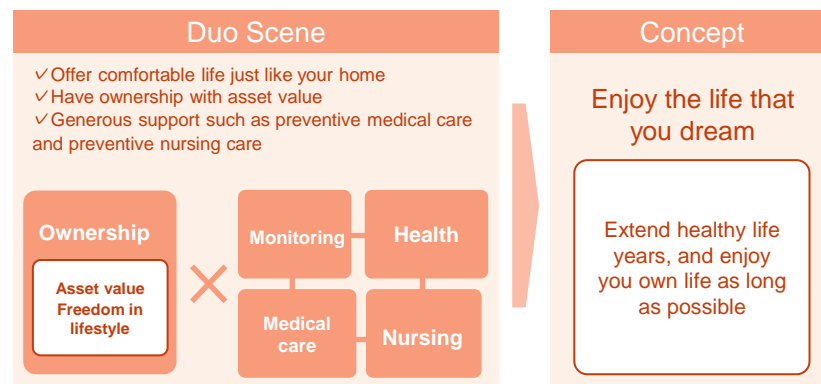 Duo Scene
✓Offer comfortable life just like your home
✓Have ownership with asset value
✓Generous support such as preventive medical care
and preventive nursing care
Ownership
Asset value
Freedom in
lifestyle
Monitoring
Health
Medical
care
Nursing
Concept
Enjoy the life that
you dream
Extend healthy life
years, and enjoy
you own life as long
as possible